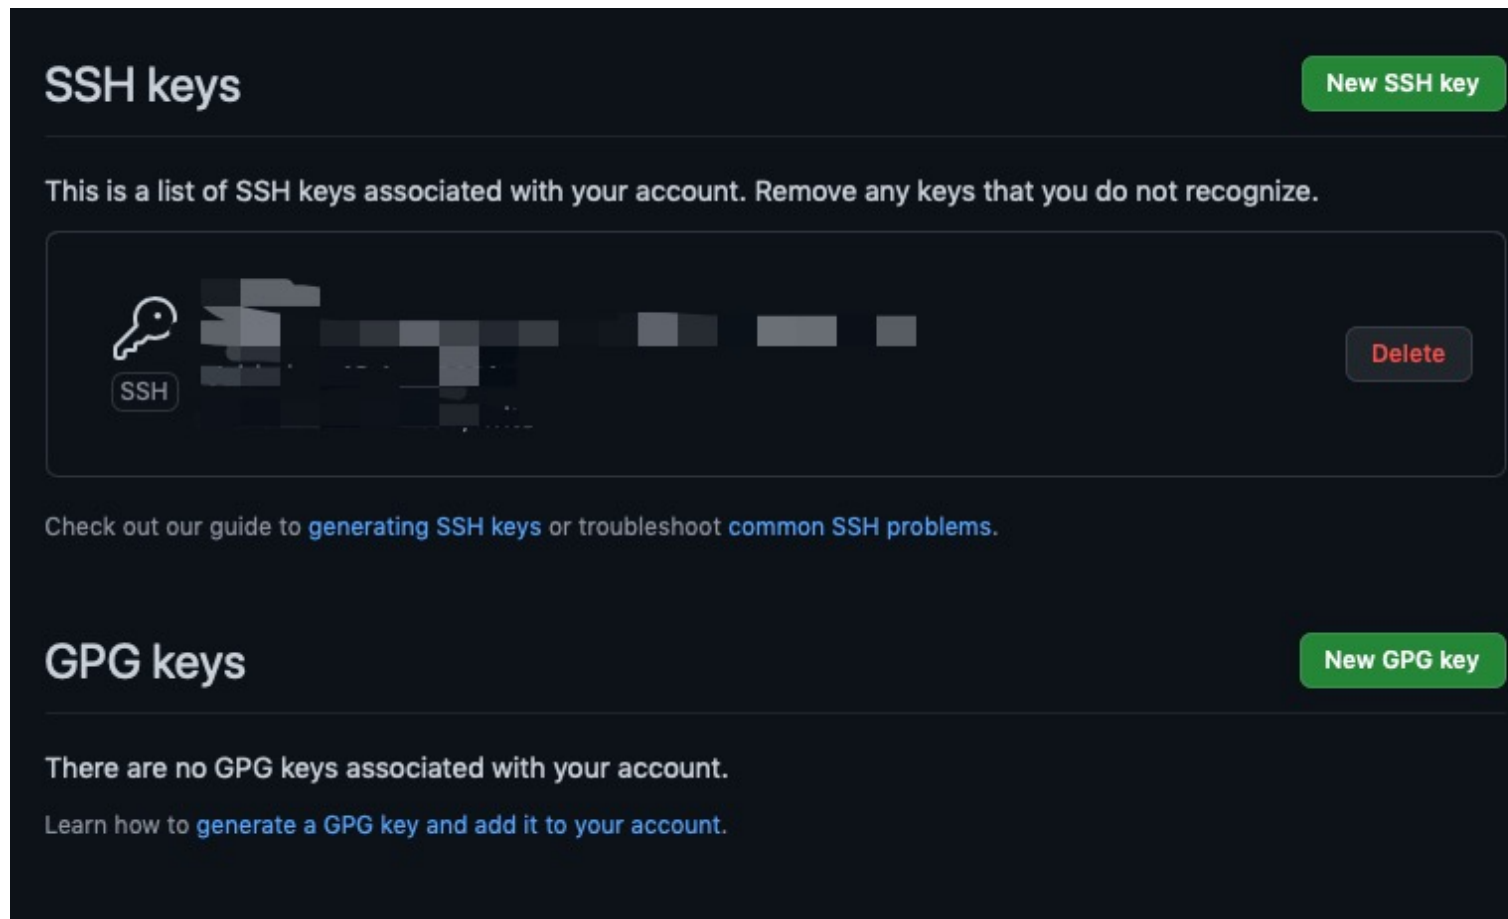 SSH keys
New SSH key
This is a list of SSH keys associated with your account. Remove any keys that you do not recognize.
SSH
Delete
Check out our guide to generating SSH keys or troubleshoot common SSH problems.
GPG keys
New GPG key
There are no GPG keys associated with your account.
Learn how to generate a GPG key and add it to your account.